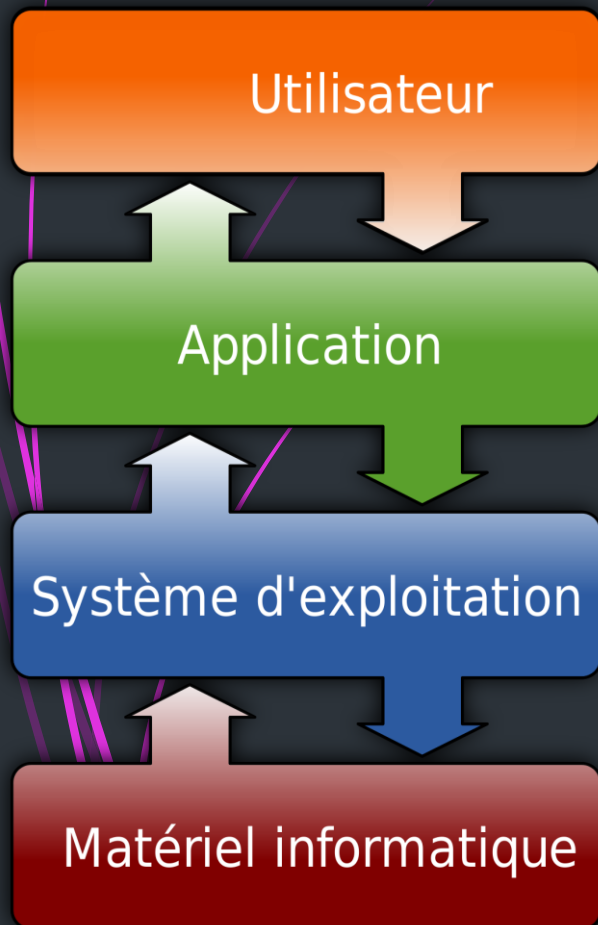 Utilisateur
Application
Système d'exploitation
Matériel informatique